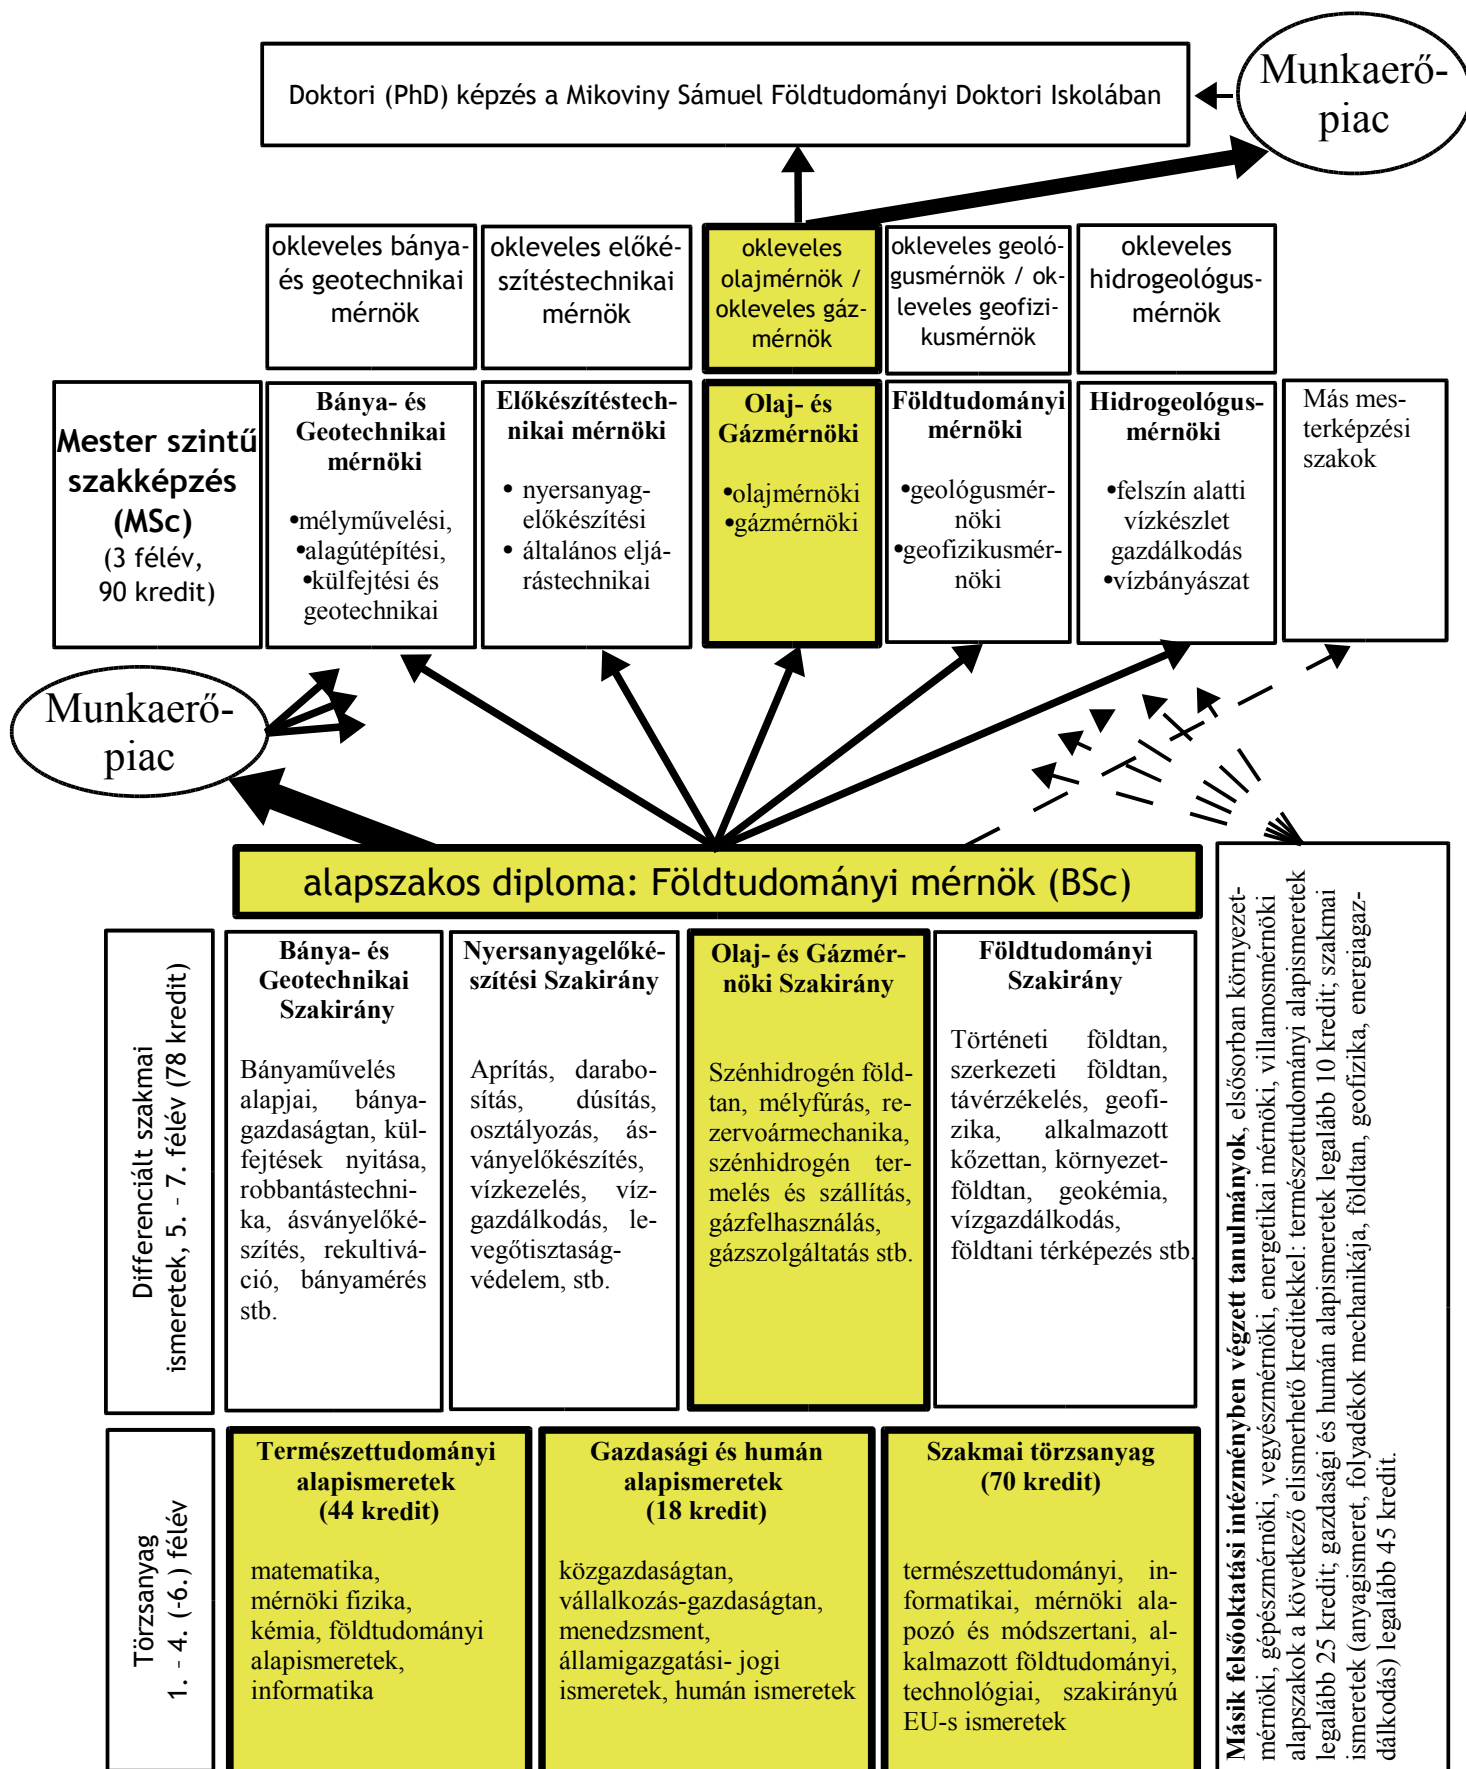 Doktori (PhD) képzés a Mikoviny Sámuel Földtudományi Doktori Iskolában
Munkaerő-
piac
okleveles bánya-
és geotechnikai
mérnök
okleveles előké-
szítéstechnikai
mérnök
okleveles
olajmérnök /
okleveles gáz-
mérnök
okleveles geoló-
gusmérnök / ok-
leveles geofizi-
kusmérnök
okleveles
hidrogeológus-
mérnök
Mester szintű
szakképzés
(MSc)
(3 félév,
90 kredit)
Bánya- és
Geotechnikai
mérnöki
•mélyművelési,
•alagútépítési,
•külfejtési és
geotechnikai
Előkészítéstech-
nikai mérnöki
• nyersanyag-
előkészítési
• általános eljá-
rástechnikai
Olaj- és
Gázmérnöki
•olajmérnöki
•gázmérnöki
Földtudományi
mérnöki
•geológusmér-
nöki
•geofizikusmér-
nöki
Hidrogeológus-
mérnöki
•felszín alatti
vízkészlet
gazdálkodás
•vízbányászat
Más mes-
terképzési
szakok
Munkaerő-
piac
alapszakos diploma: Földtudományi mérnök (BSc)
Differenciált szakmai
ismeretek, 5. - 7. félév (78 kredit)
Bánya- és
Geotechnikai
Szakirány
Bányaművelés
alapjai, bánya-
gazdaságtan, kül-
fejtések nyitása,
robbantástechni-
ka, ásványelőké-
szítés, rekultivá-
ció, bányamérés
stb.
Nyersanyagelőké-
szítési Szakirány
Aprítás, darabo-
sítás, dúsítás,
osztályozás, ás-
ványelőkészítés,
vízkezelés, víz-
gazdálkodás, le-
vegőtisztaság-
védelem, stb.
Olaj- és Gázmér-
nöki Szakirány
Szénhidrogén föld-
tan, mélyfúrás, re-
zervoármechanika,
szénhidrogén ter-
melés és szállítás,
gázfelhasználás,
gázszolgáltatás stb.
Földtudományi
Szakirány
Történeti földtan,
szerkezeti földtan,
távérzékelés, geofi-
zika, alkalmazott
kőzettan, környezet-
földtan, geokémia,
vízgazdálkodás,
földtani térképezés stb.
Törzsanyag
1. - 4. (-6.) félév
Természettudományi
alapismeretek
(44 kredit)
matematika,
mérnöki fizika,
kémia, földtudományi
alapismeretek,
informatika
Gazdasági és humán
alapismeretek
(18 kredit)
közgazdaságtan,
vállalkozás-gazdaságtan,
menedzsment,
államigazgatási- jogi
ismeretek, humán ismeretek
Szakmai törzsanyag
(70 kredit)
természettudományi, in-
formatikai, mérnöki ala-
pozó és módszertani, al-
kalmazott földtudományi,
technológiai, szakirányú
EU-s ismeretek
Másik felsőoktatási intézményben végzett tanulmányok, elsősorban környezet-
mérnöki, gépészmérnöki, vegyészmérnöki, energetikai mérnöki, villamosmérnöki
alapszakok a következő elismerhető kreditekkel: természettudományi alapismeretek
legalább 25 kredit; gazdasági és humán alapismeretek legalább 10 kredit; szakmai
ismeretek (anyagismeret, folyadékok mechanikája, földtan, geofizika, energiagaz-
dálkodás) legalább 45 kredit.